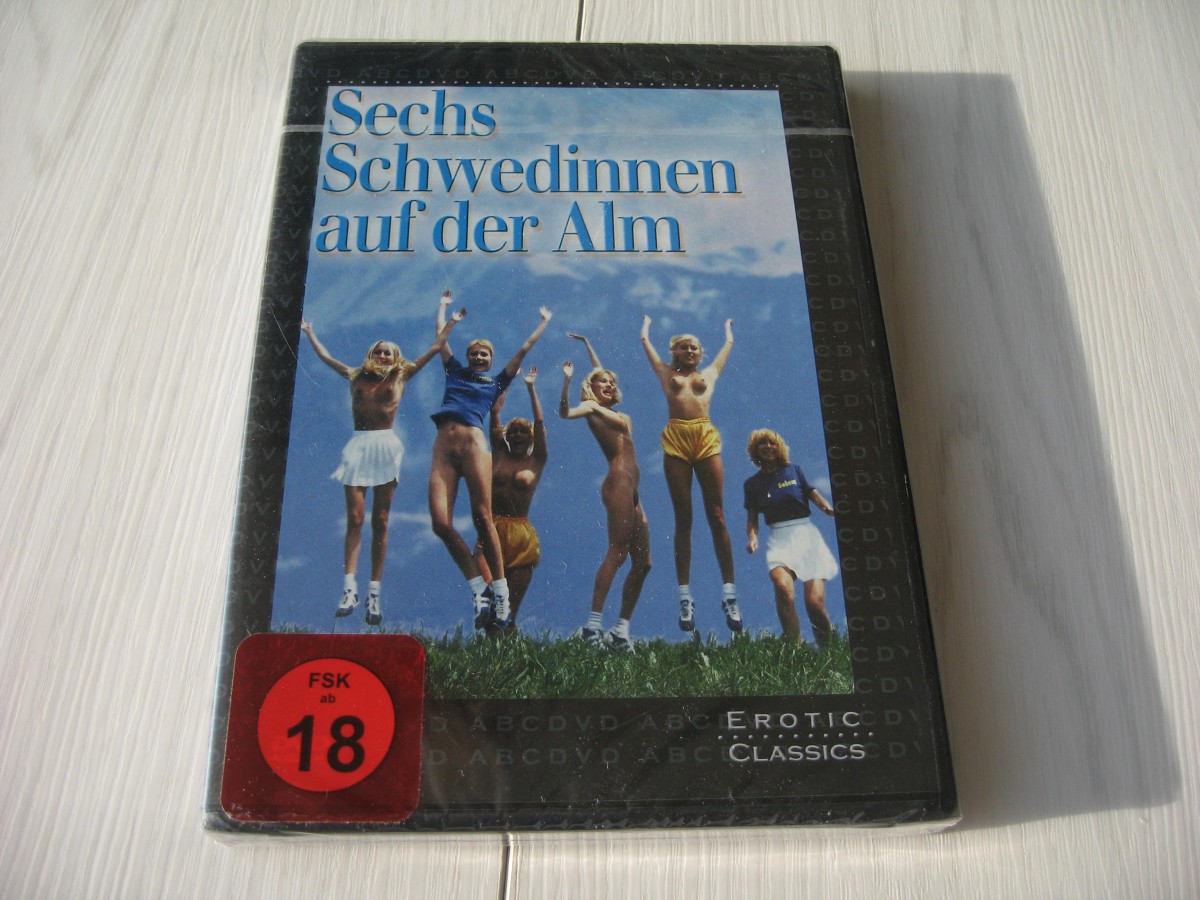 Sechs
Schwedinnen
auf der Alm
FSK
ab
18
EROTIC
CLASSICS